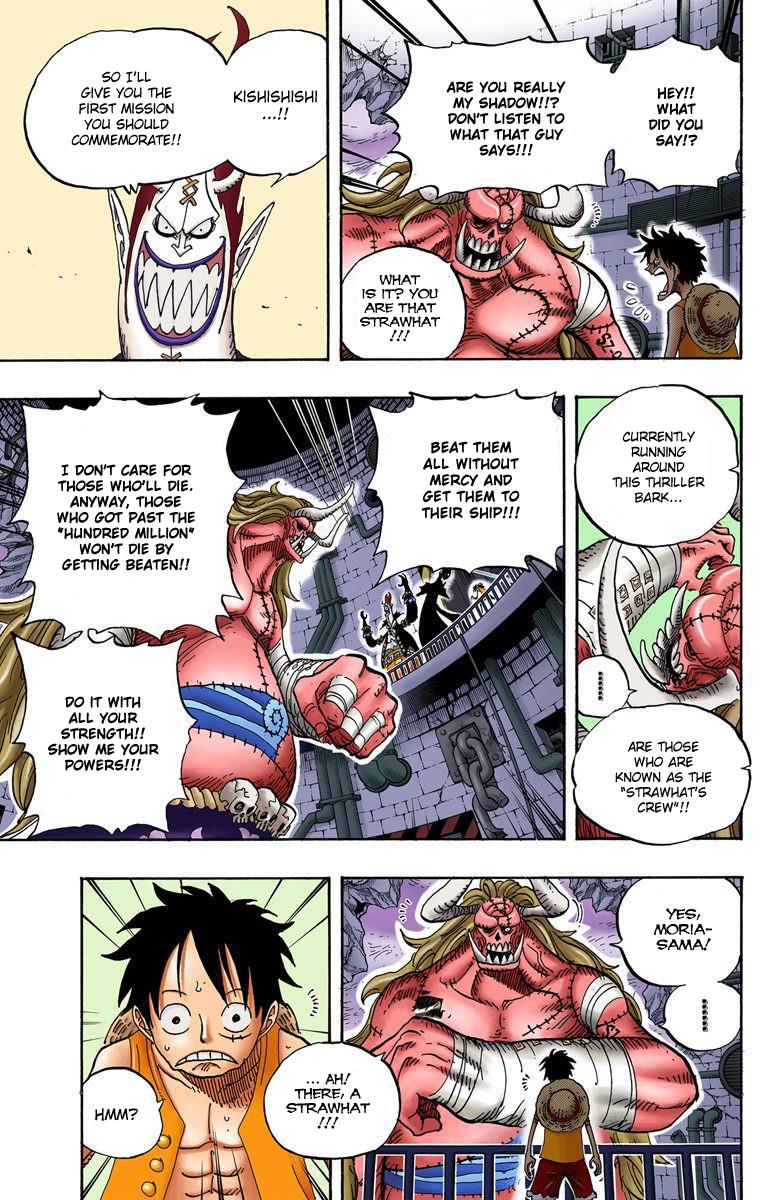 HEY!!
WHAT
DID YOU
SAY!?
ARE YOU REALLY
MY SHADOW!!?
DON'T LISTEN TO
WHAT THAT GUY
SAYS!!!
WHAT
IS IT? YOU
ARE THAT
STRAWHAT
!!!
KISHISHISHI
...!!
SO I'LL
GIVE YOU THE
FIRST MISSION
YOU SHOULD
COMMEMORATE!!
CURRENTLY
RUNNING
AROUND
THIS THRILLER
BARK...
ARE THOSE
WHO ARE
KNOWN AS THE
"STRAWHAT'S
CREW"!!
BEAT THEM
ALL WITHOUT
MERCY AND
GET THEM TO
THEIR SHIP!!!
I DON'T CARE FOR
THOSE WHO'LL DIE.
ANYWAY, THOSE
WHO GOT PAST THE
"HUNDRED MILLION"
WON'T DIE BY
GETTING BEATEN!!
DO IT WITH
ALL YOUR
STRENGTH!!
SHOW ME YOUR
POWERS!!!
YES,
MORIA-
SAMA!
... AH!
THERE, A
STRAWHAT
!!!
HMM?